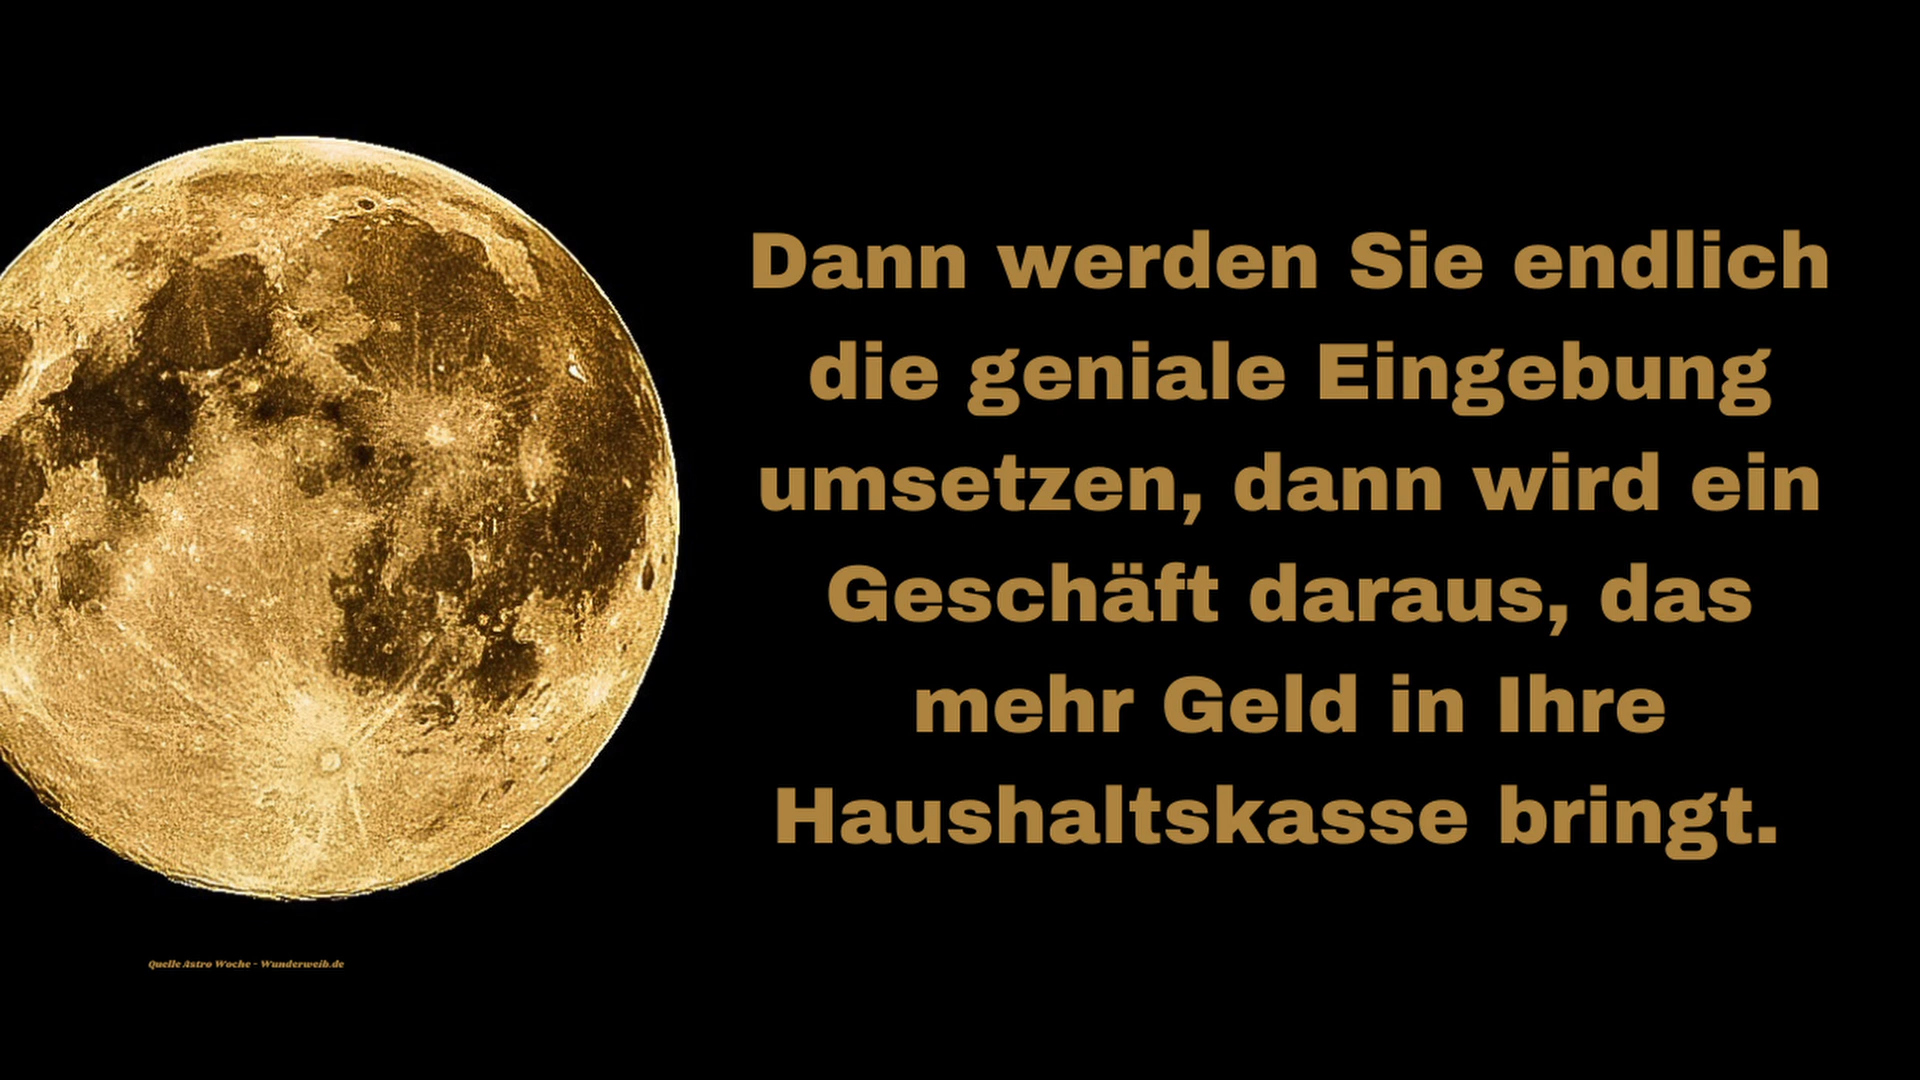 Dann werden Sie endlich
die geniale Eingebung
umsetzen, dann wird ein
Geschäft daraus, das
mehr Geld in Ihre
Haushaltskasse bringt.
Quelle Astro Woche - Wunderweib.de